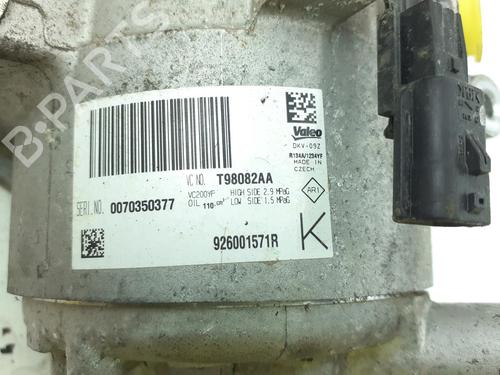 B-Parts
Valeo
DKV-09Z
R134A/1234YF
MADE IN
CZECH
VC NO. T98082AA
VC200YF HIGH SIDE 2.9 MPaG
OIL 110 cm³ LOW SIDE 1.5 MPaG
AR1
SERI.NO. 0070350377
926001571R
K